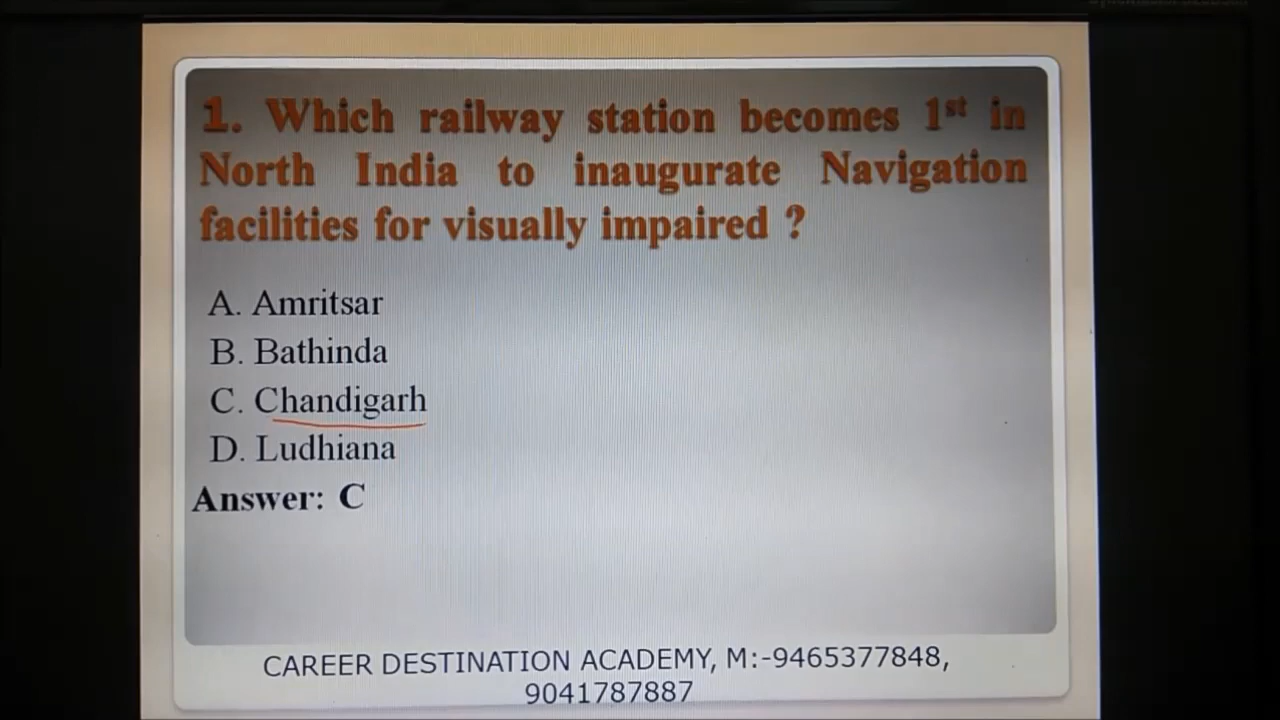 1. Which railway station becomes 1st in
North India to inaugurate Navigation
facilities for visually impaired ?
A. Amritsar
B. Bathinda
C. Chandigarh
D. Ludhiana
Answer: C
CAREER DESTINATION ACADEMY, M:-9465377848,
9041787887